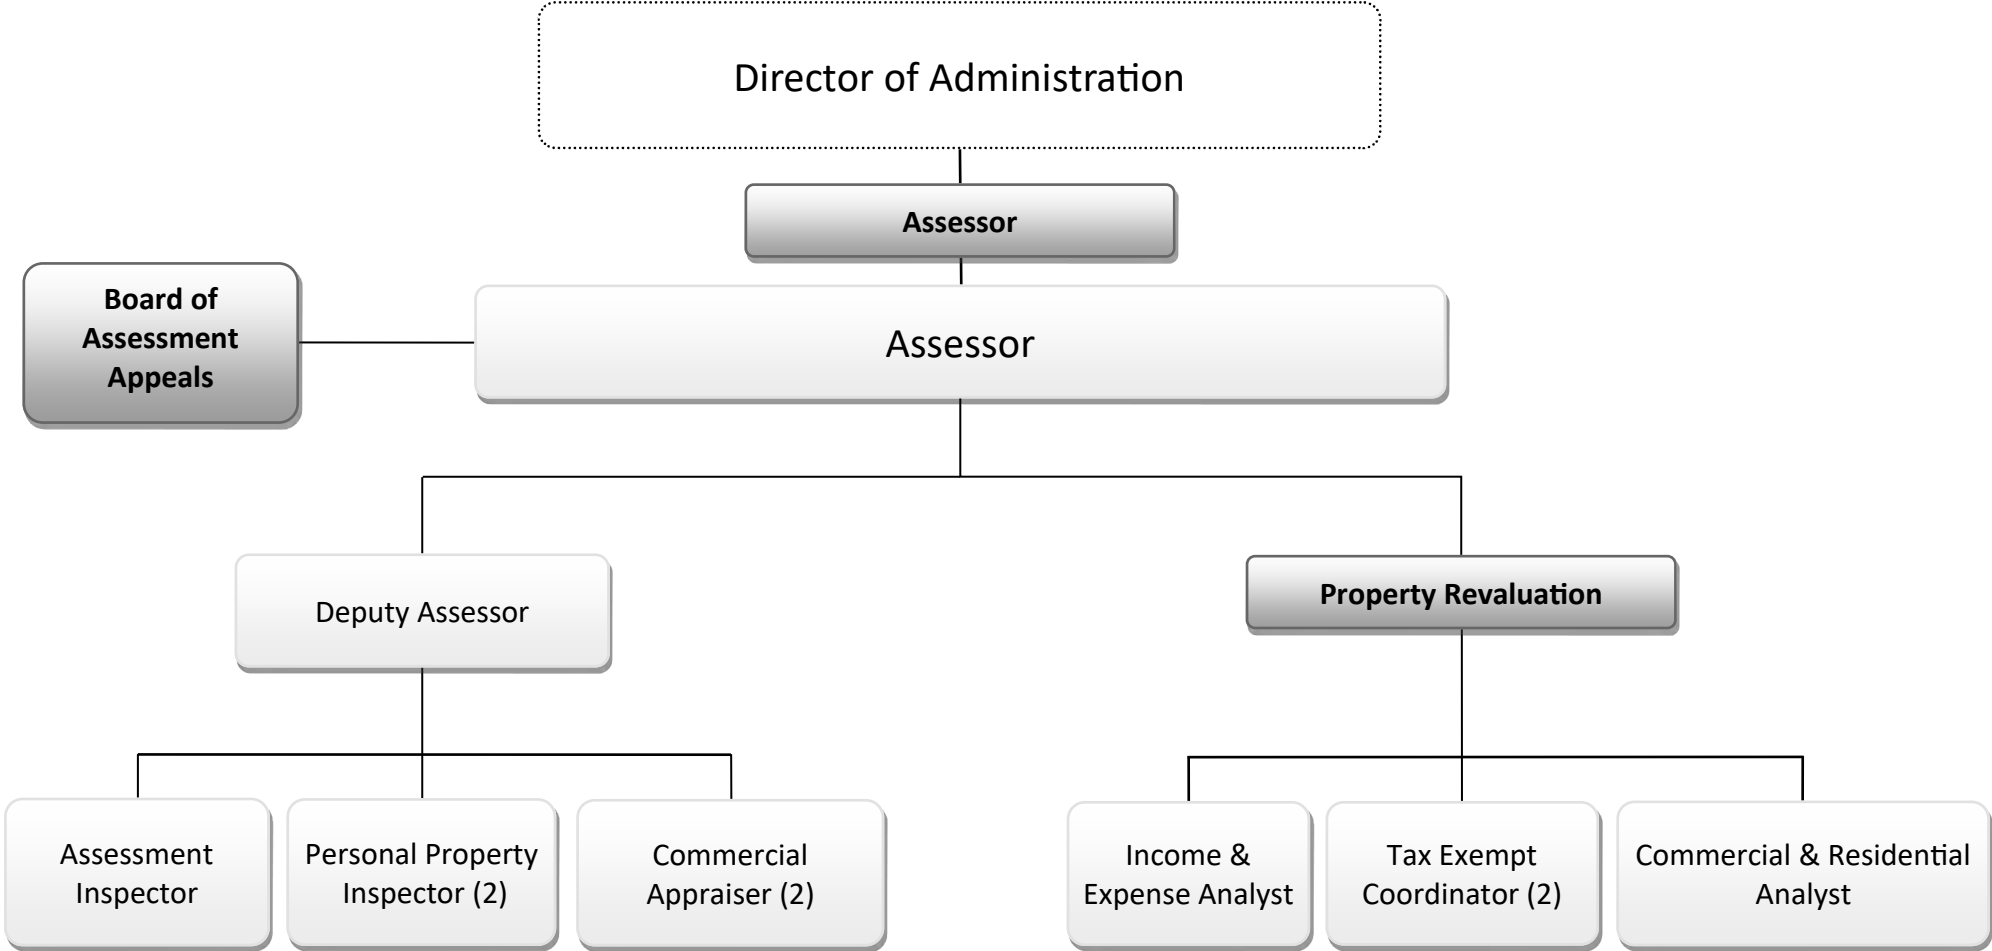 Director of Administration
Assessor
Board of
Assessment
Appeals
Assessor
Deputy Assessor
Property Revaluation
Assessment
Inspector
Personal Property
Inspector (2)
Commercial
Appraiser (2)
Income &
Expense Analyst
Tax Exempt
Coordinator (2)
Commercial & Residential
Analyst